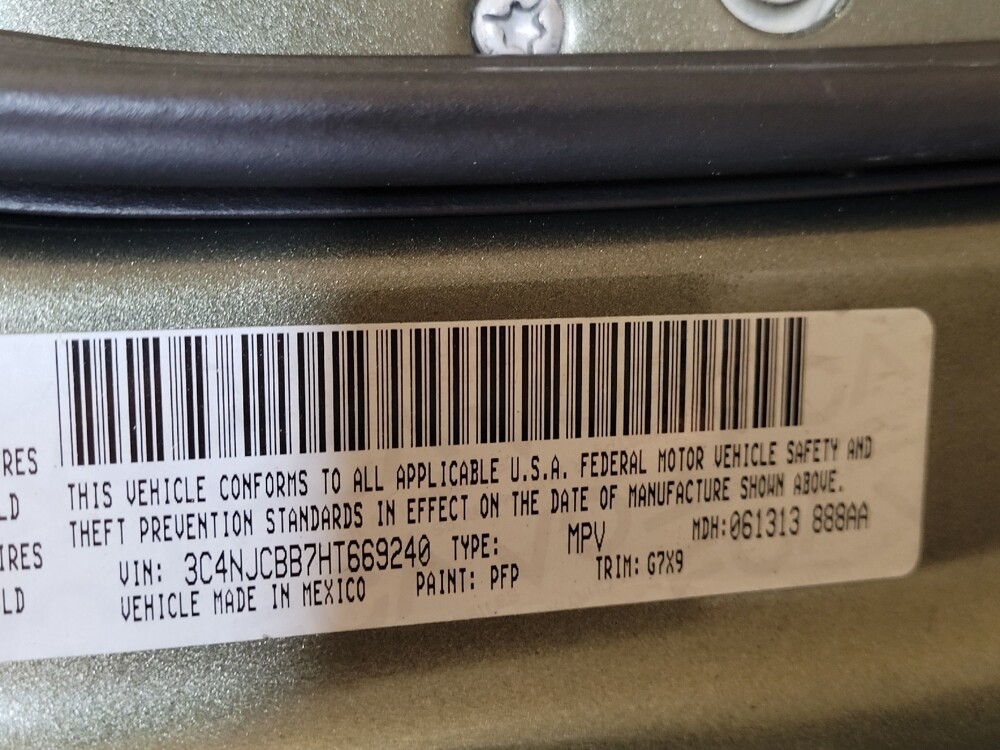 RES
LD
IRES
LD
THIS VEHICLE CONFORMS TO ALL APPLICABLE U.S.A. FEDERAL MOTOR VEHICLE SAFETY AND
THEFT PREVENTION STANDARDS IN EFFECT ON THE DATE OF MANUFACTURE SHOWN ABOVE.
VIN: 3C4NJCBB7HT669240 TYPE: MPV MDH:061313 888AA
VEHICLE MADE IN MEXICO PAINT: PFP TRIM: G7X9